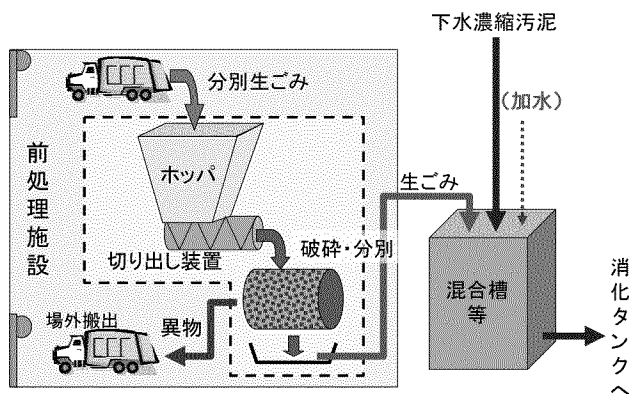 下水濃縮汚泥
分別生ごみ
（加水）
前処理施設
ホッパ
生ごみ
切り出し装置
破砕・分別
混合槽
等
場外搬出
異物
消化タンクへ